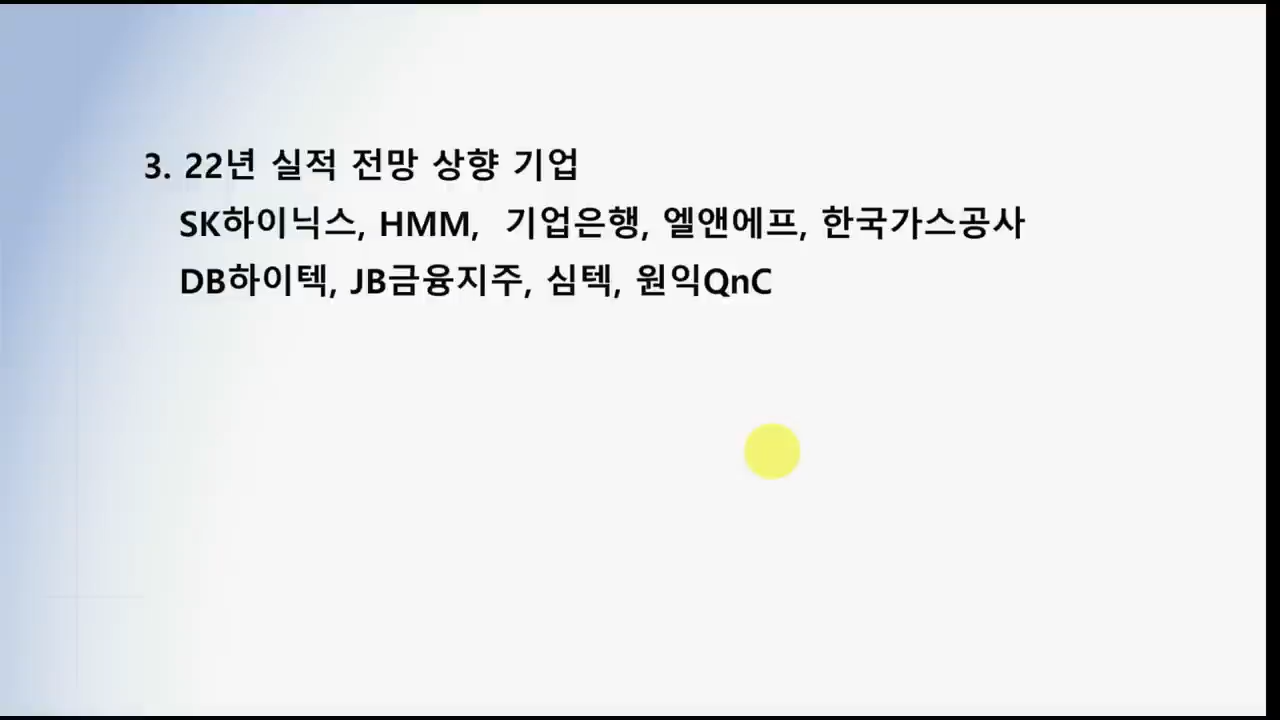 3. 22년 실적 전망 상향 기업
SK하이닉스, HMM, 기업은행, 엘앤에프, 한국가스공사
DB하이텍, JB금융지주, 심텍, 원익QnC